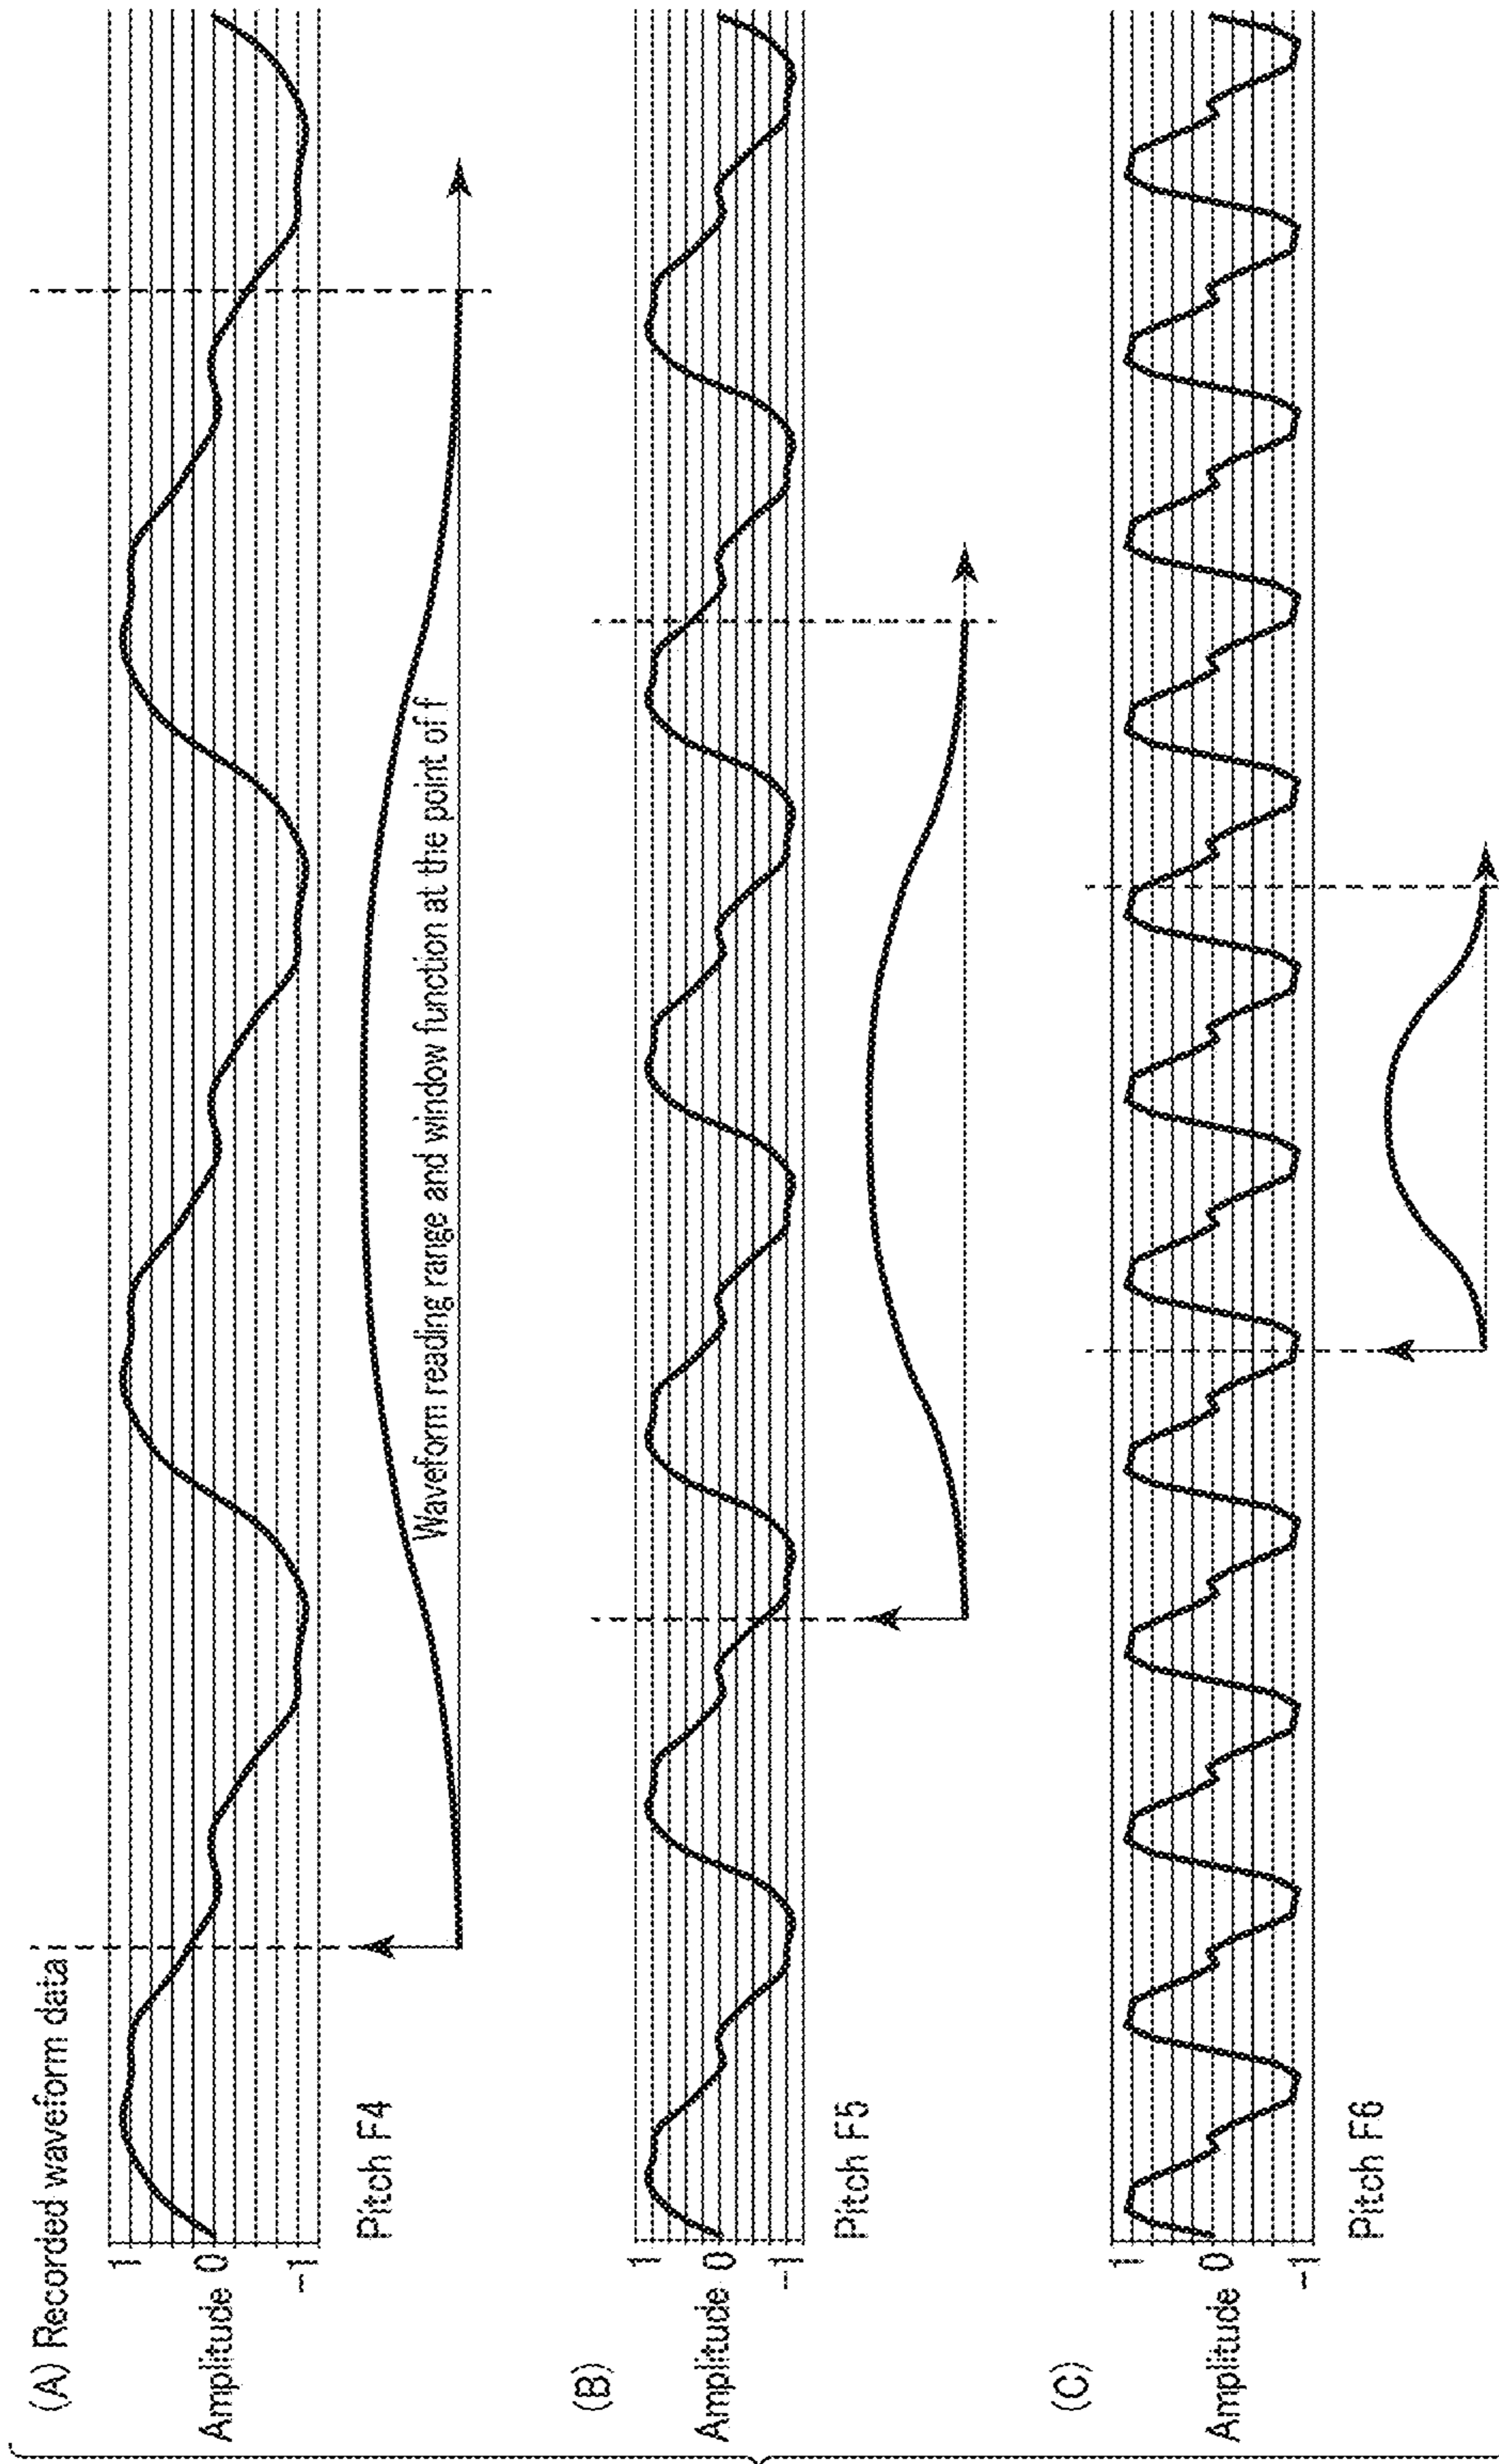 (A) Recorded waveform data
1
0
-1
Amplitude
Pitch F4
Waveform reading range and window function at the point of f
(B)
1
0
-1
Amplitude
Pitch F5
(C)
1
0
-1
Amplitude
Pitch F6